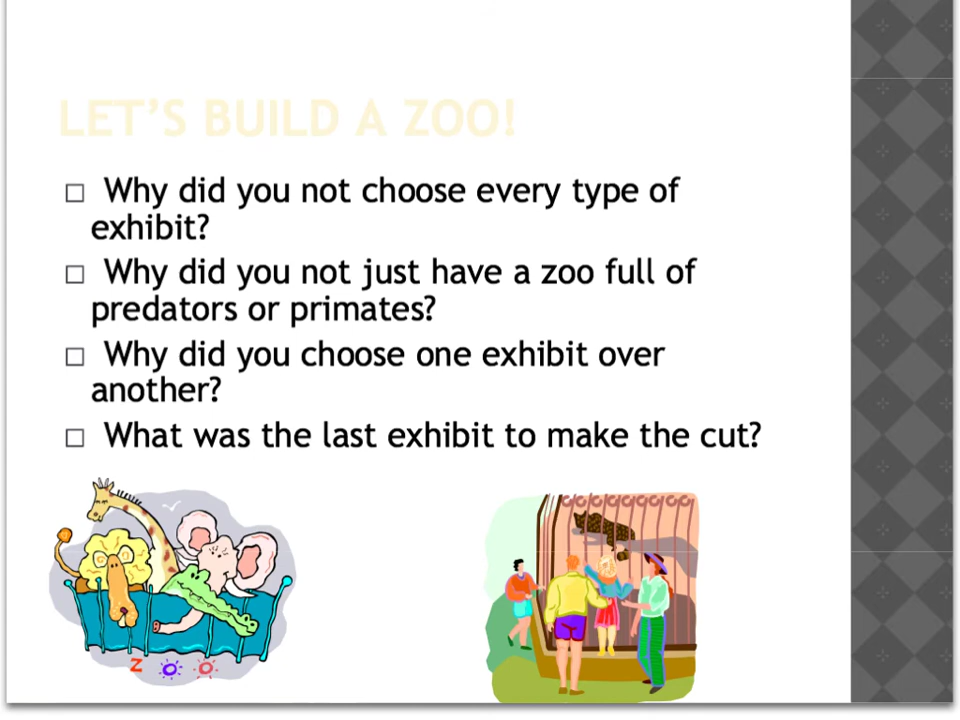 LET'S BUILD A ZOO!
□ Why did you not choose every type of
exhibit?
□ Why did you not just have a zoo full of
predators or primates?
□ Why did you choose one exhibit over
another?
□ What was the last exhibit to make the cut?
ZOO